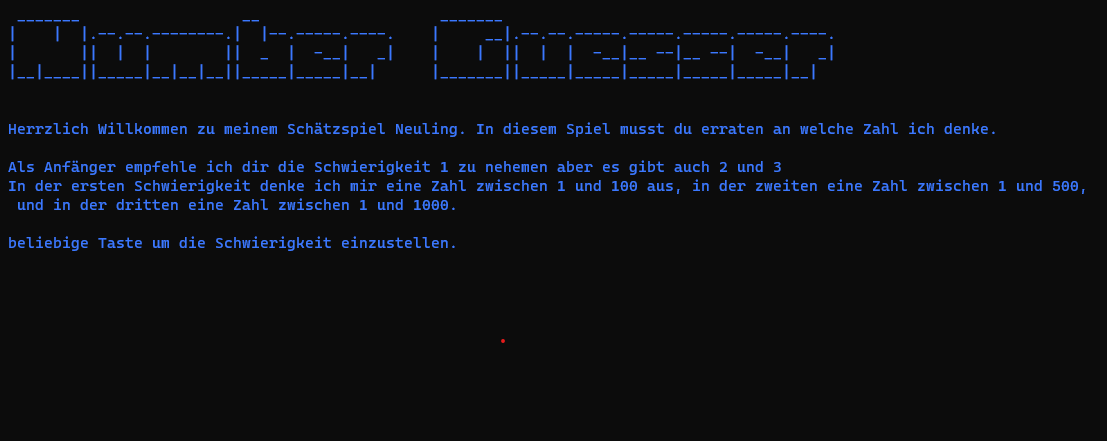 Number Guesser
Herrzlich Willkommen zu meinem Schätzspiel Neuling. In diesem Spiel musst du erraten an welche Zahl ich denke.
Als Anfänger empfehle ich dir die Schwierigkeit 1 zu nehemen aber es gibt auch 2 und 3
In der ersten Schwierigkeit denke ich mir eine Zahl zwischen 1 und 100 aus, in der zweiten eine Zahl zwischen 1 und 500,
und in der dritten eine Zahl zwischen 1 und 1000.
beliebige Taste um die Schwierigkeit einzustellen.